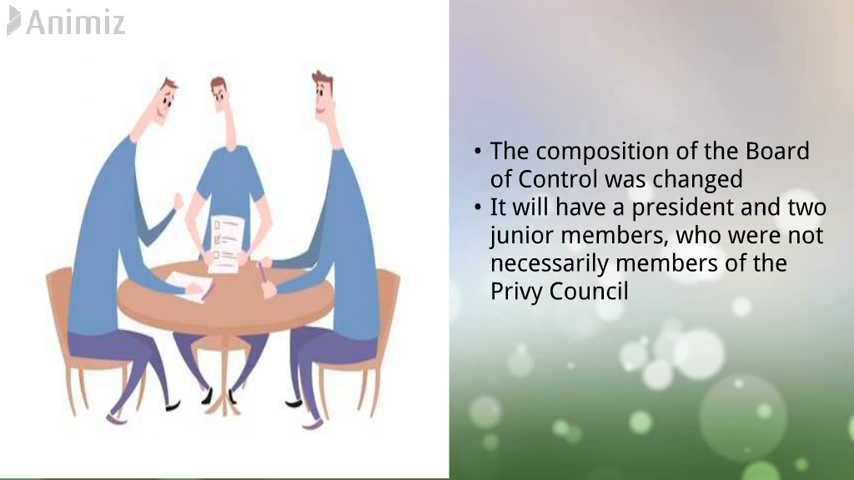 Animiz
• The composition of the Board
of Control was changed
• It will have a president and two
junior members, who were not
necessarily members of the
Privy Council